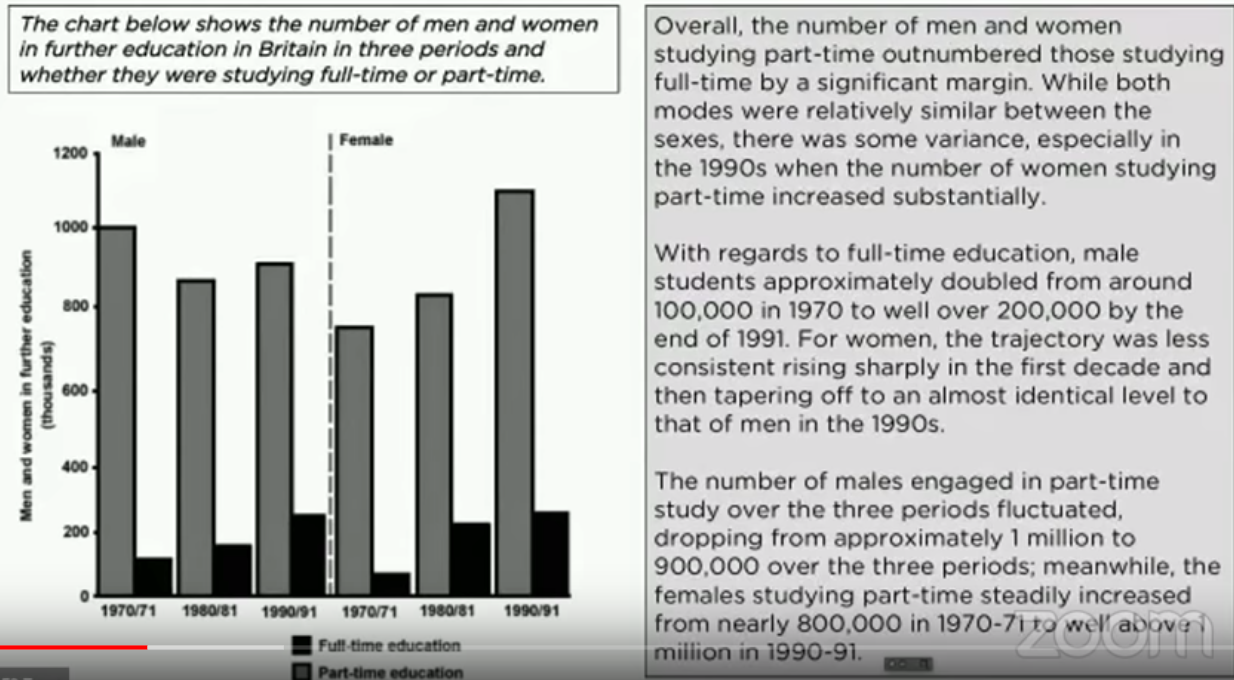 The chart below shows the number of men and women
in further education in Britain in three periods and
whether they were studying full-time or part-time.
Male
Female
Men and women in further education
(thousands)
1200
1000
800
600
400
200
0
1970/71
1980/81
1990/91
1970/71
1980/81
1990/91
Full-time education
Part-time education
Overall, the number of men and women
studying part-time outnumbered those studying
full-time by a significant margin. While both
modes were relatively similar between the
sexes, there was some variance, especially in
the 1990s when the number of women studying
part-time increased substantially.
With regards to full-time education, male
students approximately doubled from around
100,000 in 1970 to well over 200,000 by the
end of 1991. For women, the trajectory was less
consistent rising sharply in the first decade and
then tapering off to an almost identical level to
that of men in the 1990s.
The number of males engaged in part-time
study over the three periods fluctuated,
dropping from approximately 1 million to
900,000 over the three periods; meanwhile, the
females studying part-time steadily increased
from nearly 800,000 in 1970-71 to well above 1
million in 1990-91.
zoom